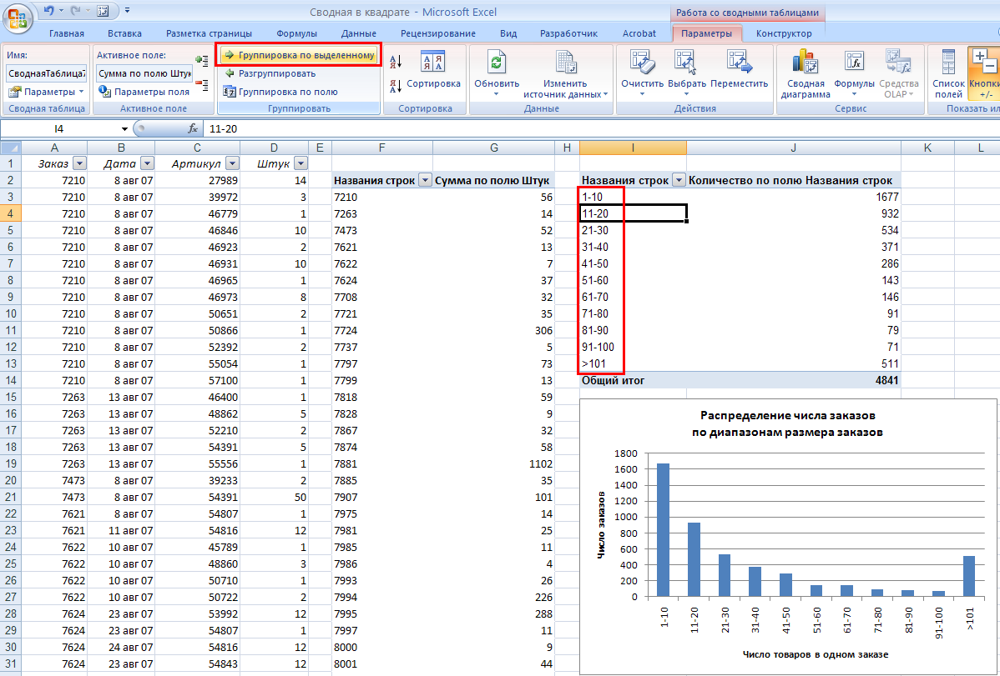 Сводная в квадрате - Microsoft Excel
Работа со сводными таблицами
Главная Вставка Разметка страницы Формулы Данные Рецензирование Вид Разработчик Acrobat Параметры Конструктор
Имя:
СводнаяТаблица7
Параметры
Сводная таблица
Активное поле:
Сумма по полю Штук
Параметры поля
Активное поле
Группировка по выделенному
Разгруппировать
Группировка по полю
Группировать
Сортировка
Сортировка
Обновить
Изменить
источник данных
Данные
Очистить Выбрать Переместить
Действия
Сводная
диаграмма
Формулы
Средства
OLAP
Сервис
Список
полей
Кнопки
+/-
Показать ил
I4 fx 11-20
A B C D E F G H I J K L
1 Заказ Дата Артикул Штук
2 7210 8 авг 07 27989 14 Названия строк Сумма по полю Штук Названия строк Количество по полю Названия строк
3 7210 8 авг 07 39972 3 7210 56 1-10 1677
4 7210 8 авг 07 46779 1 7263 14 11-20 932
5 7210 8 авг 07 46846 10 7473 52 21-30 534
6 7210 8 авг 07 46923 2 7621 13 31-40 371
7 7210 8 авг 07 46931 10 7622 7 41-50 286
8 7210 8 авг 07 46965 1 7624 37 51-60 143
9 7210 8 авг 07 46973 8 7708 32 61-70 146
10 7210 8 авг 07 50651 2 7721 35 71-80 91
11 7210 8 авг 07 50866 1 7724 306 81-90 79
12 7210 8 авг 07 52392 2 7737 5 91-100 71
13 7210 8 авг 07 55054 1 7797 73 >101 511
14 7210 8 авг 07 57100 1 7799 13 Общий итог 4841
15 7263 13 авг 07 46400 1 7818 59
16 7263 13 авг 07 48862 5 7828 9
17 7263 13 авг 07 52210 2 7867 32
18 7263 13 авг 07 54391 5 7874 58
19 7263 13 авг 07 55556 1 7881 1102
20 7473 8 авг 07 39233 2 7885 35
21 7473 8 авг 07 54391 50 7907 101
22 7621 8 авг 07 54807 1 7975 14
23 7621 11 авг 07 54816 12 7981 25
24 7622 10 авг 07 45789 1 7985 11
25 7622 10 авг 07 48860 3 7986 4
26 7622 10 авг 07 50710 1 7993 26
27 7622 10 авг 07 50722 2 7994 226
28 7624 23 авг 07 53992 12 7995 288
29 7624 23 авг 07 54807 1 7997 11
30 7624 24 авг 07 54816 12 8000 9
31 7624 23 авг 07 54843 12 8001 44
Распределение числа заказов
по диапазонам размера заказов
Число заказов
1800
1600
1400
1200
1000
800
600
400
200
0
1-10 11-20 21-30 31-40 41-50 51-60 61-70 71-80 81-90 91-100 >101
Число товаров в одном заказе